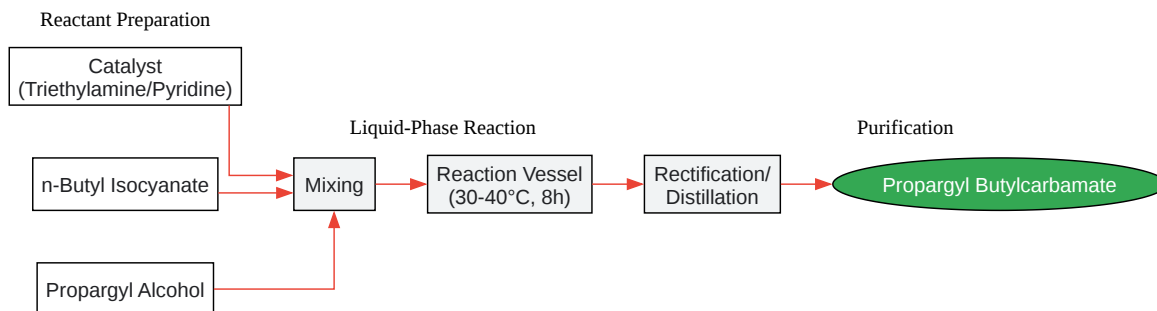 Reactant Preparation
Catalyst
(Triethylamine/Pyridine)
Liquid-Phase Reaction
Purification
n-Butyl Isocyanate
Mixing
Reaction Vessel
(30-40°C, 8h)
Rectification/
Distillation
Propargyl Butylcarbamate
Propargyl Alcohol